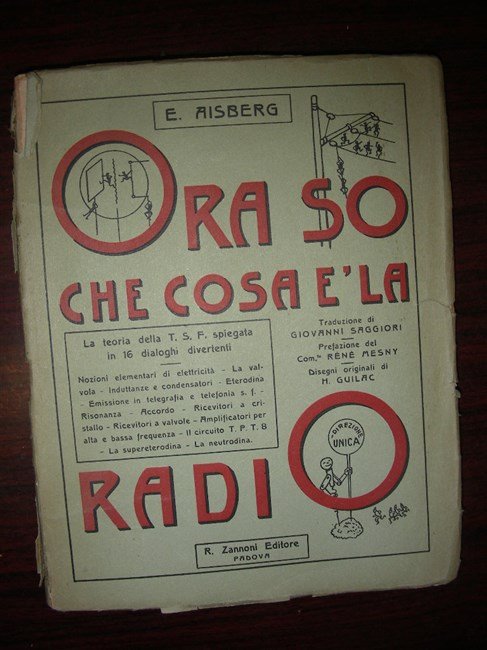 E. AISBERG
ORA SO
CHE COSA E' LA
La teoria della T. S. F. spiegata
in 16 dialoghi divertenti
Nozioni elementari di elettricità - La val-
vola - Induttanze e condensatori - Eterodina
- Emissione in telegrafia e telefonia s. f. -
Risonanza - Accordo - Ricevitori a cri-
stallo - Ricevitori a valvole - Amplificatori per
alta e bassa frequenza - Il circuito T. P. T. 8
- La supereterodina - La neutrodina.
Traduzione di
GIOVANNI SAGGIORI
Prefazione del
Com.te RÈNÈ MESNY
Disegni originali di
H. GUILAC
DIREZIONE
UNICA
RADIO
R. Zannoni Editore
PADOVA